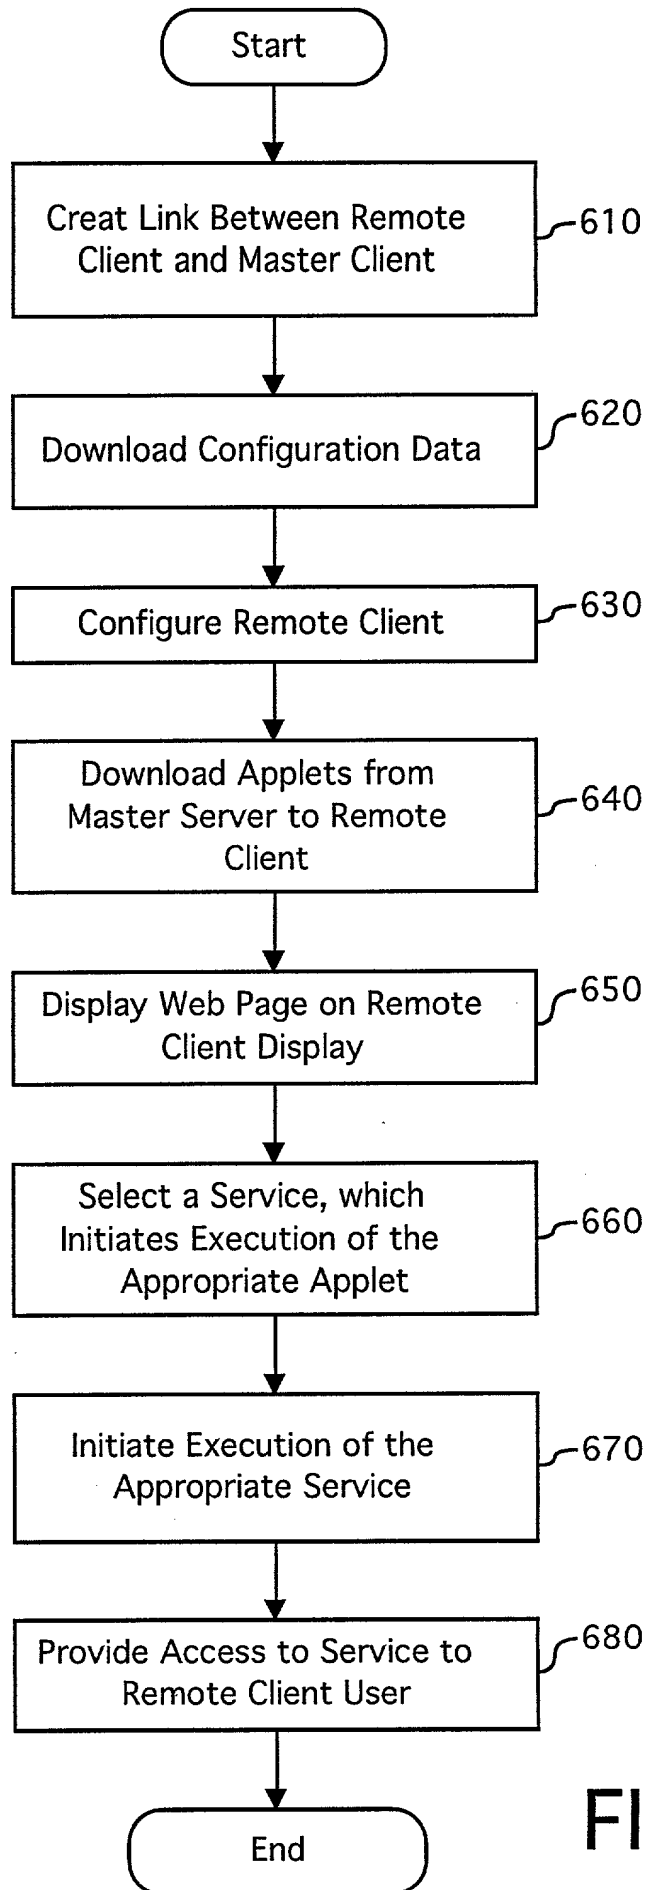 Start
Creat Link Between Remote
Client and Master Client
610
Download Configuration Data
620
Configure Remote Client
630
Download Applets from
Master Server to Remote
Client
640
Display Web Page on Remote
Client Display
650
Select a Service, which
Initiates Execution of the
Appropriate Applet
660
Initiate Execution of the
Appropriate Service
670
Provide Access to Service to
Remote Client User
680
End
FI